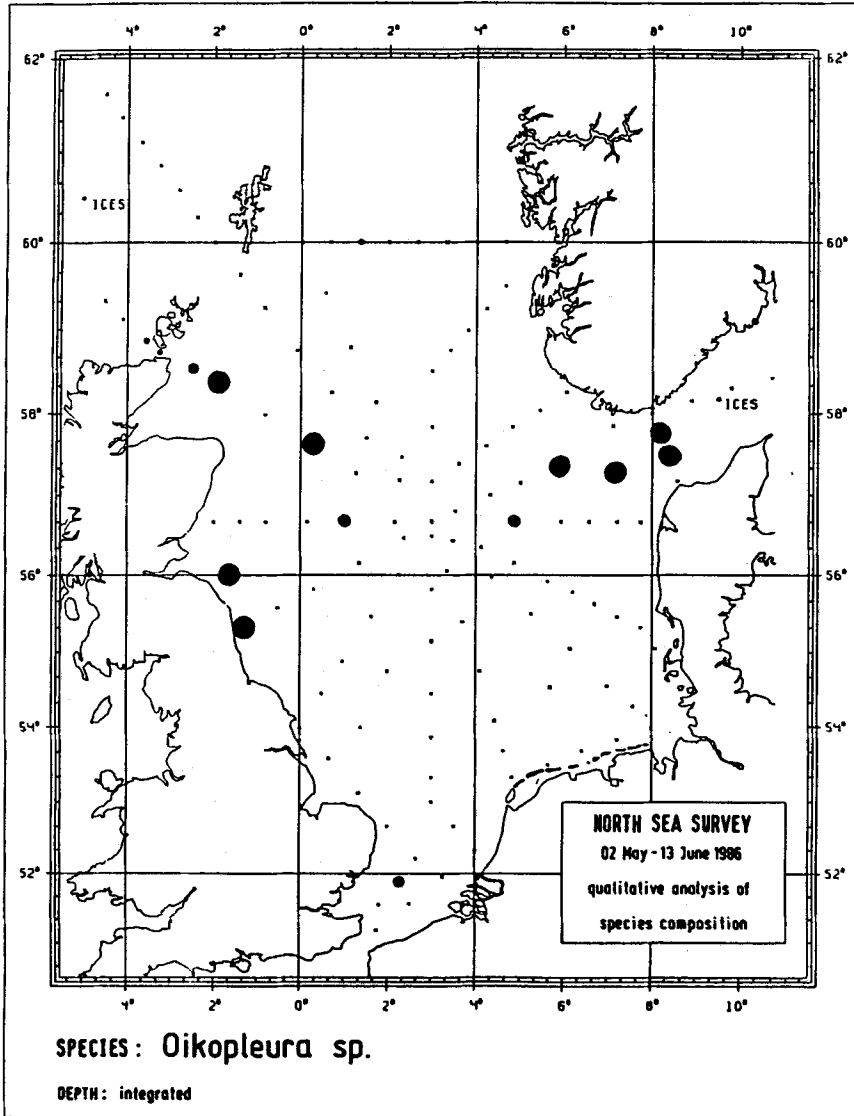 4° 2° 0° 2° 4° 6° 8° 10°
62° 62°
ICES
60° 60°
58° ICES 58°
56° 56°
54° 54°
NORTH SEA SURVEY
02 May - 13 June 1986
52° qualitative analysis of 52°
species composition
4° 2° 0° 2° 4° 6° 8° 10°
SPECIES: Oikopleura sp.
DEPTH: integrated